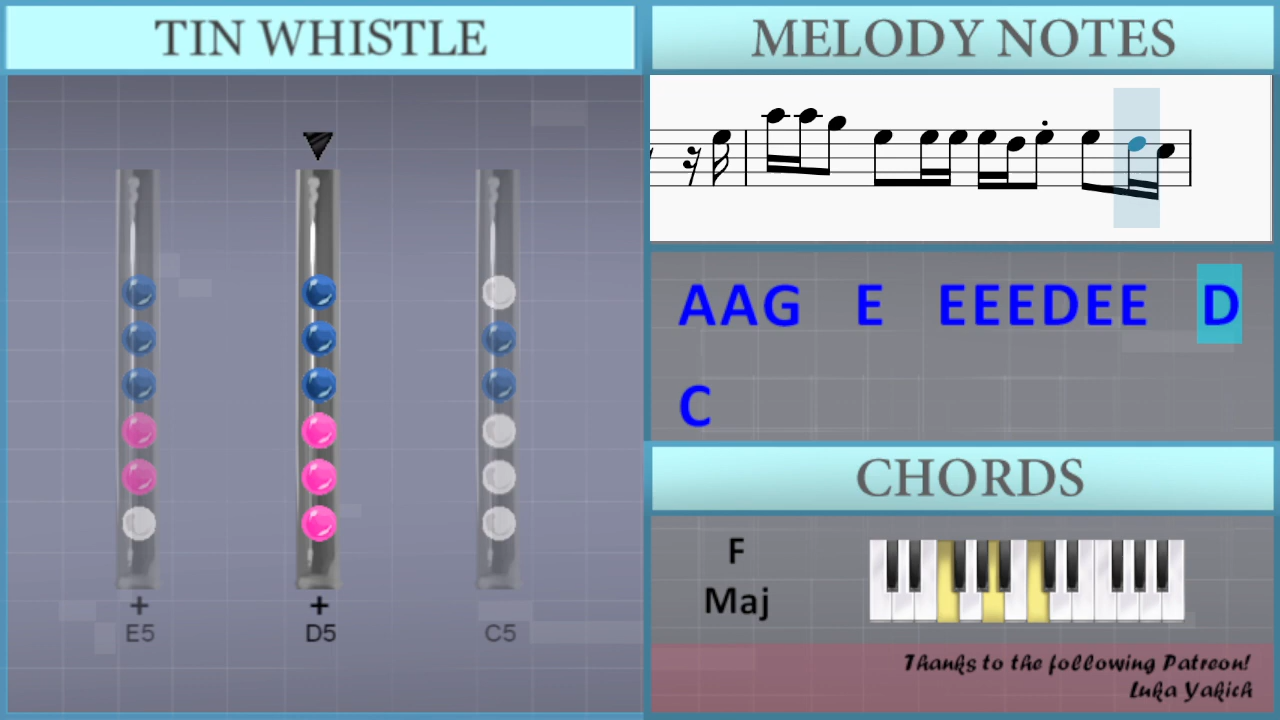 TIN WHISTLE
+ + 
E5 D5 C5
MELODY NOTES
AAG E EEEDEE D
C
CHORDS
F
Maj
Thanks to the following Patreon!
Luka Yakich